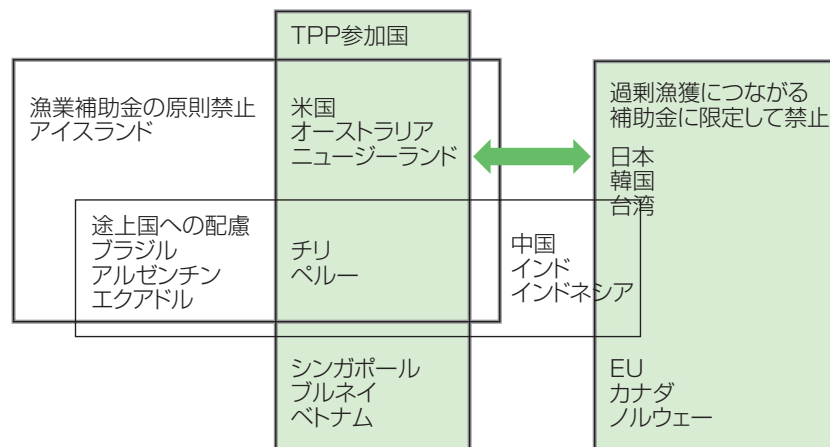 TPP参加国
漁業補助金の原則禁止
アイスランド
米国
オーストラリア
ニュージーランド
過剰漁獲につながる
補助金に限定して禁止
日本
韓国
台湾
途上国への配慮
ブラジル
アルゼンチン
エクアドル
チリ
ペルー
中国
インド
インドネシア
シンガポール
ブルネイ
ベトナム
EU
カナダ
ノルウェー